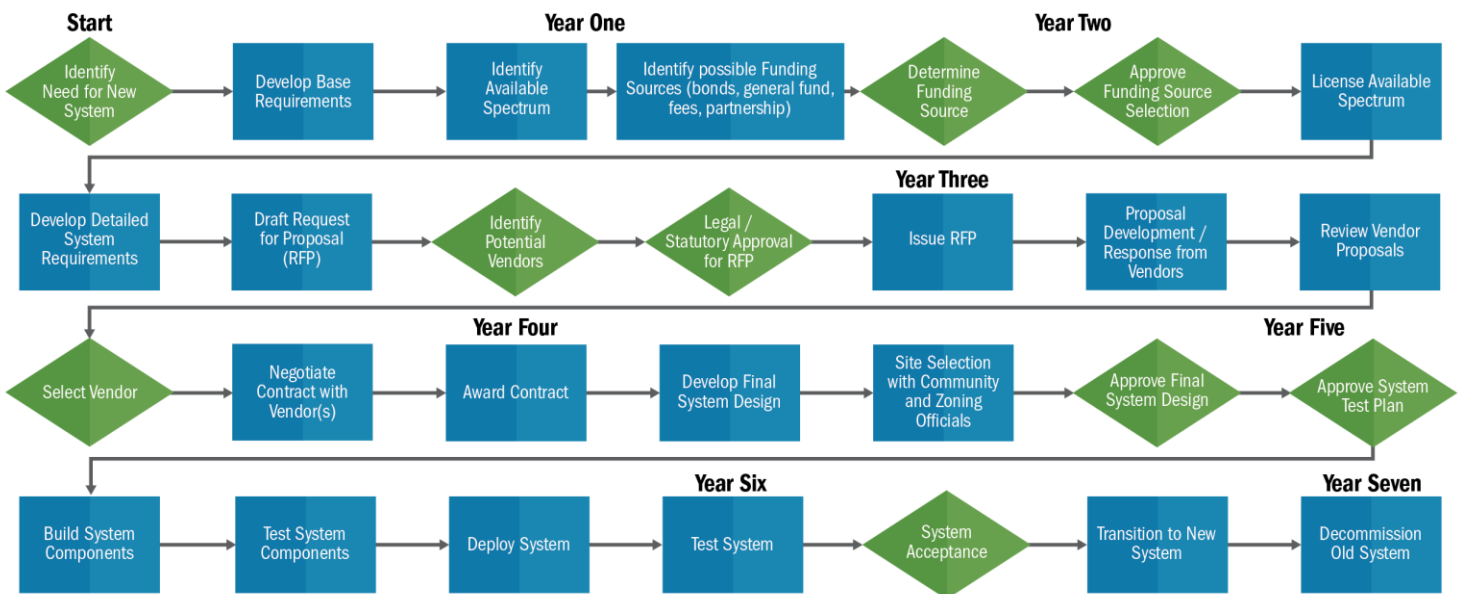 Start
Year One
Year Two
Identify
Need for New
System
Develop Base
Requirements
Identify
Available
Spectrum
Identify possible Funding
Sources (bonds, general fund,
fees, partnership)
Determine
Funding
Source
Approve
Funding Source
Selection
License Available
Spectrum
Year Three
Develop Detailed
System
Requirements
Draft Request
for Proposal
(RFP)
Identify
Potential
Vendors
Legal /
Statutory Approval
for RFP
Issue RFP
Proposal
Development /
Response from
Vendors
Review Vendor
Proposals
Year Four
Year Five
Select Vendor
Negotiate
Contract with
Vendor(s)
Award Contract
Develop Final
System Design
Site Selection
with Community
and Zoning
Officials
Approve Final
System Design
Approve System
Test Plan
Year Six
Year Seven
Build System
Components
Test System
Components
Deploy System
Test System
System
Acceptance
Transition to New
System
Decommission
Old System